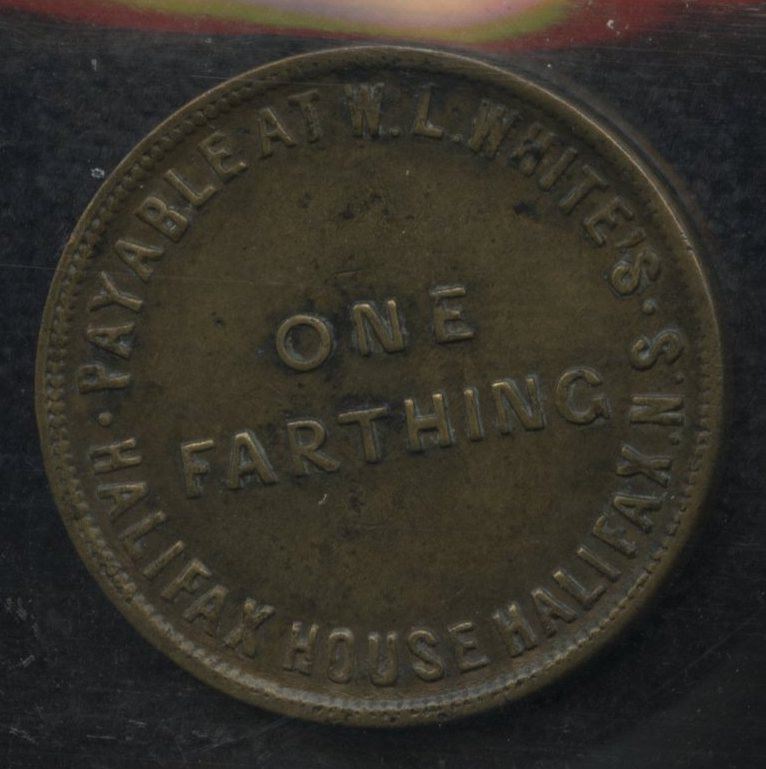 · PAYABLE AT W. L. WHITE'S ·
HALIFAX HOUSE HALIFAX. N. S
ONE
FARTHING